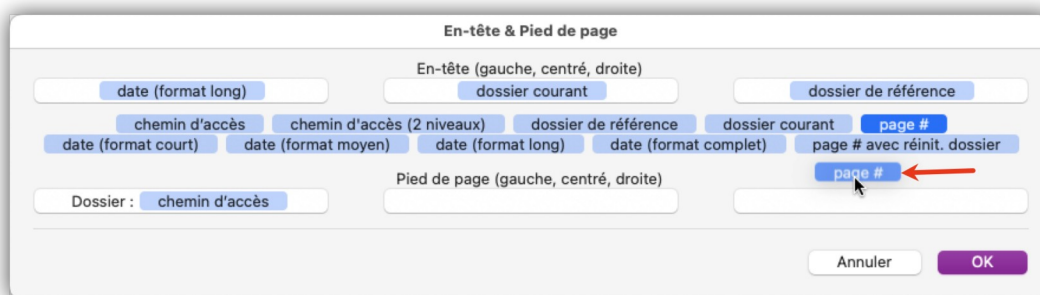 En-tête & Pied de page
En-tête (gauche, centré, droite)
date (format long) dossier courant dossier de référence
chemin d'accès chemin d'accès (2 niveaux) dossier de référence dossier courant page #
date (format court) date (format moyen) date (format long) date (format complet) page # avec réinit. dossier
page #
Pied de page (gauche, centré, droite)
Dossier : chemin d'accès
Annuler OK